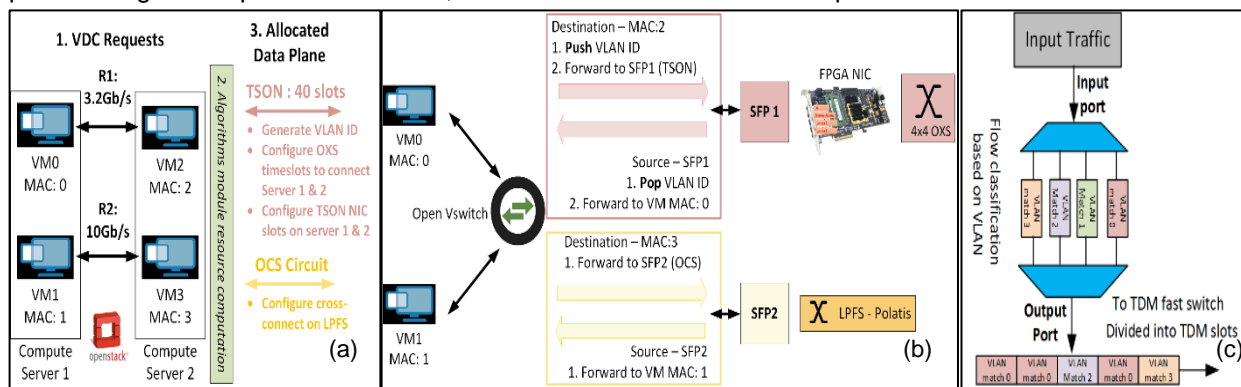 1. VDC Requests
R1:
3.2Gb/s
VM0
MAC: 0
VM2
MAC: 2
R2:
10Gb/s
VM1
MAC: 1
VM3
MAC: 3
openstack
Compute
Server 1
Compute
Server 2
2. Algorithms module resource computation
3. Allocated
Data Plane
TSON : 40 slots
• Generate VLAN ID
• Configure OXS
timeslots to connect
Server 1 & 2
• Configure TSON NIC
slots on server 1 & 2
OCS Circuit
• Configure cross-
connect on LPFS
(a)
VM0
MAC: 0
Open Vswitch
VM1
MAC: 1
Destination – MAC:2
1. Push VLAN ID
2. Forward to SFP1 (TSON)
Source – SFP1
1. Pop VLAN ID
2. Forward to VM MAC: 0
SFP 1
FPGA NIC
4x4 OXS
Destination – MAC:3
1. Forward to SFP2 (OCS)
Source – SFP2
1. Forward to VM MAC: 1
SFP2
LPFS - Polatis
(b)
Input Traffic
Input
port
Flow classification
based on VLAN
VLAN
match 3
VLAN
Match 2
VLAN
Match 1
VLAN
match 0
Output
Port
To TDM fast switch
Divided into TDM slots
VLAN
match 0
VLAN
match 0
VLAN
Match 2
VLAN
match 0
VLAN
match 3
(c)